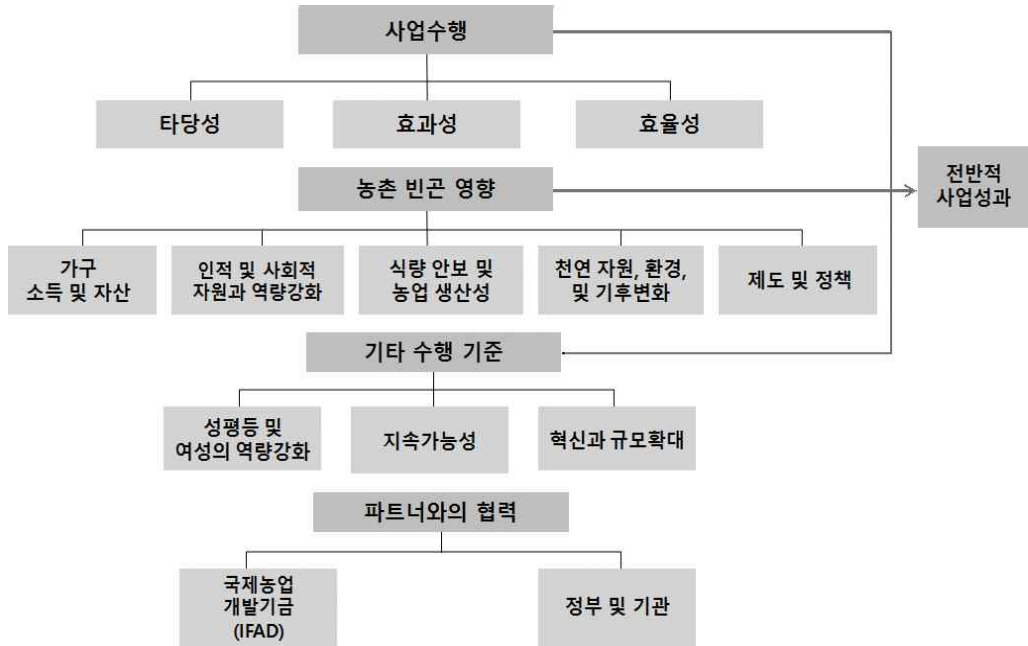 사업수행
타당성
효과성
효율성
농촌 빈곤 영향
전반적
사업성과
가구
소득 및 자산
인적 및 사회적
자원과 역량강화
식량 안보 및
농업 생산성
천연 자원, 환경,
및 기후변화
제도 및 정책
기타 수행 기준
성평등 및
여성의 역량강화
지속가능성
혁신과 규모확대
파트너와의 협력
국제농업
개발기금
(IFAD)
정부 및 기관